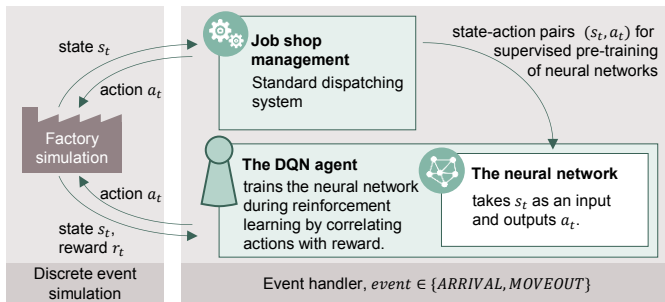 state s_t
action a_t
Factory
simulation
action a_t
state s_t,
reward r_t
Discrete event
simulation
Job shop
management
Standard dispatching
system
state-action pairs (s_t, a_t) for
supervised pre-training
of neural networks
The DQN agent
trains the neural network
during reinforcement
learning by correlating
actions with reward.
The neural network
takes s_t as an input
and outputs a_t.
Event handler, event ∈ {ARRIVAL, MOVEOUT}